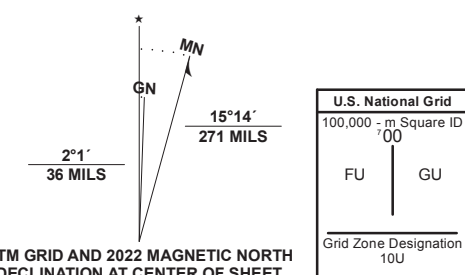 ★
MN
GN
15°14´
271 MILS
2°1´
36 MILS
TM GRID AND 2022 MAGNETIC NORTH
DECLINATION AT CENTER OF SHEET
U.S. National Grid
100,000 - m Square ID
⁷00
FU GU
Grid Zone Designation
10U